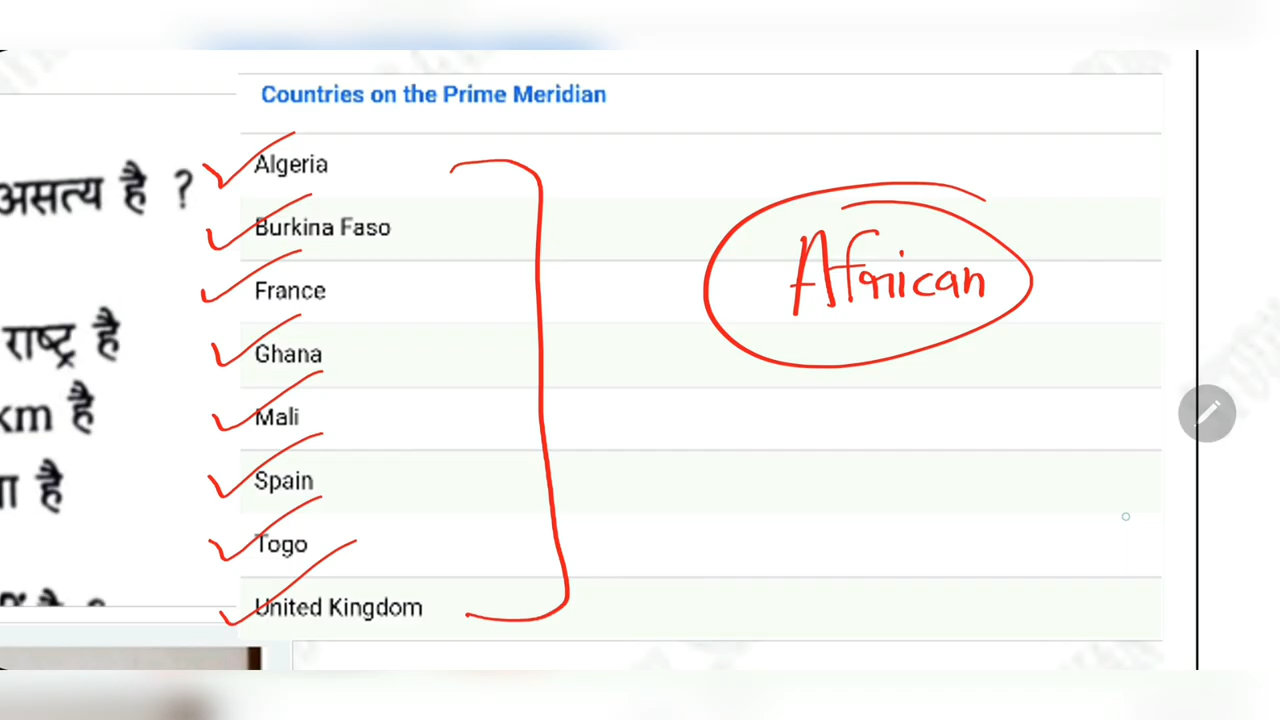 Countries on the Prime Meridian
असत्य है ?
Algeria
Burkina Faso
African
France
राष्ट्र है
Ghana
km है
Mali
है
Spain
Togo
United Kingdom